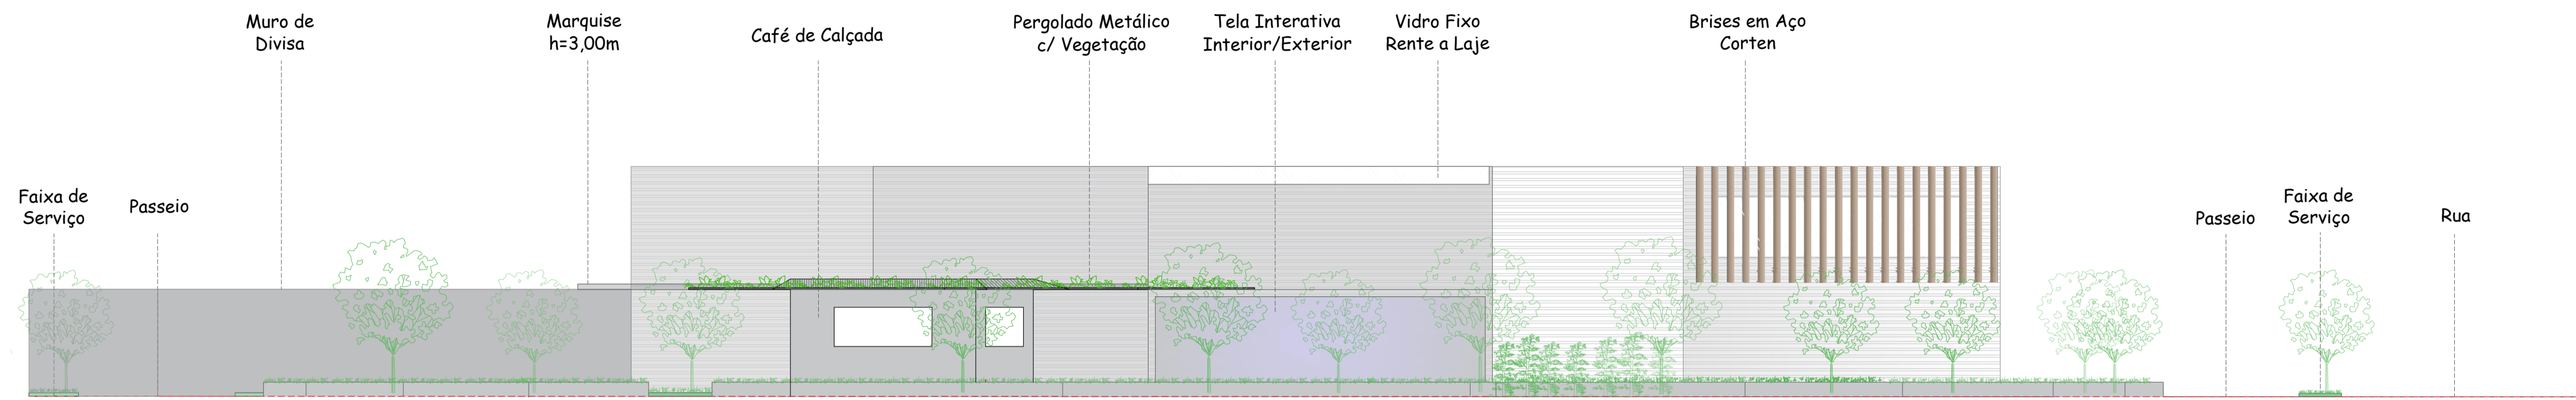 Muro de
Divisa
Marquise
h=3,00m
Café de Calçada
Pergolado Metálico
c/ Vegetação
Tela Interativa
Interior/Exterior
Vidro Fixo
Rente a Laje
Brises em Aço
Corten
Faixa de
Serviço
Passeio
Passeio
Faixa de
Serviço
Rua